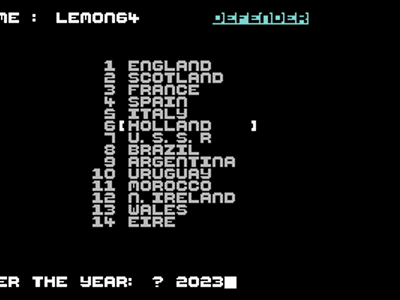 ME : LEMON64 DEFENDER
1 ENGLAND
2 SCOTLAND
3 FRANCE
4 SPAIN
5 ITALY
6[HOLLAND ]
7 U.S.S.R
8 BRAZIL
9 ARGENTINA
10 URUGUAY
11 MOROCCO
12 N.IRELAND
13 WALES
14 EIRE
ER THE YEAR: ? 2023